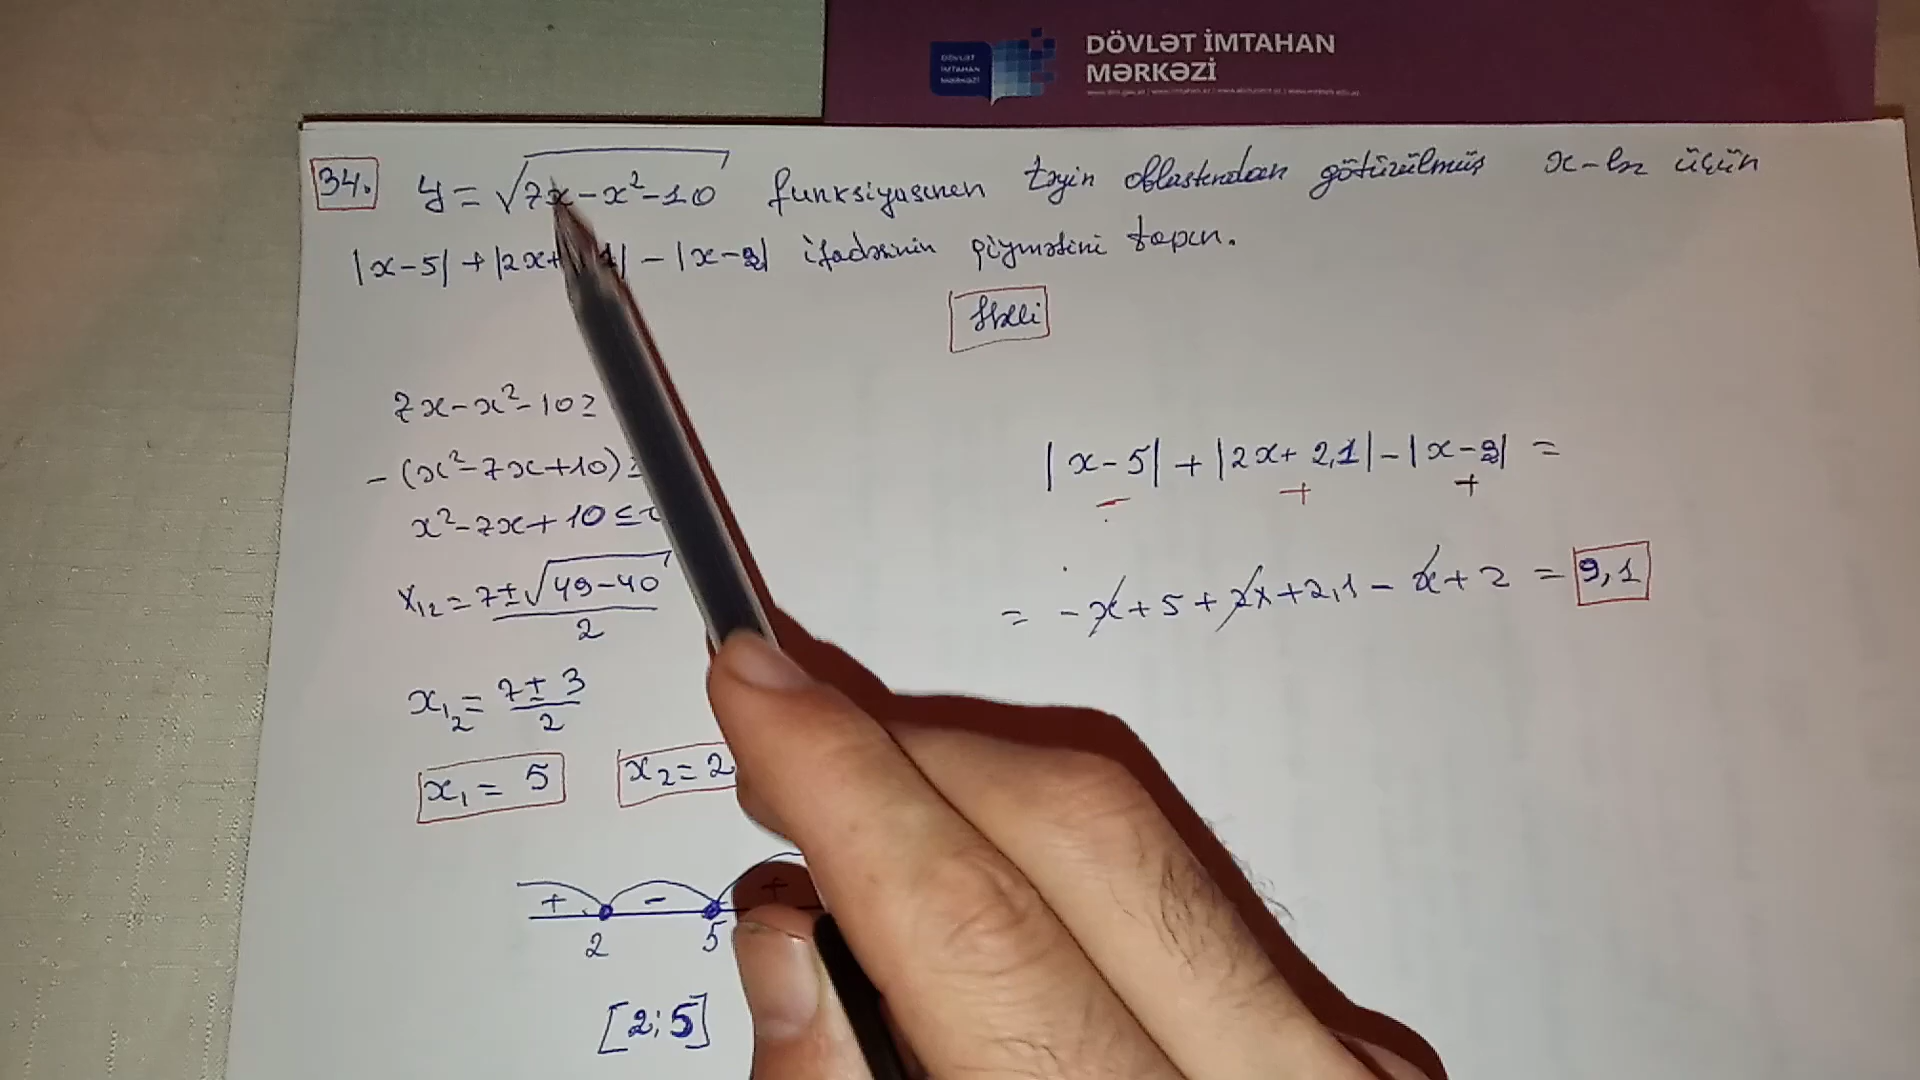 DÖVLƏT İMTAHAN
MƏRKƏZİ
DÖVLƏT
İMTAHAN
MƏRKƏZİ
34. y = √7x-x²-10 funksiyasının təyin oblastından götürülmüş x-lər üçün
|x-5| + |2x+ 1| - |x-2| ifadəsinin qiymətini tapın.
Həlli
7x-x²-10≥
-(x²-7x+10)≥
x²-7x+10≤
x₁₂ = 7±√49-40 / 2
x₁₂ = 7±3 / 2
x₁ = 5 x₂ = 2
+ - +
2 5
[2;5]
|x-5| + |2x+2,1| - |x-2| =
- + +
= -x+5+2x+2,1-x+2 = 9,1